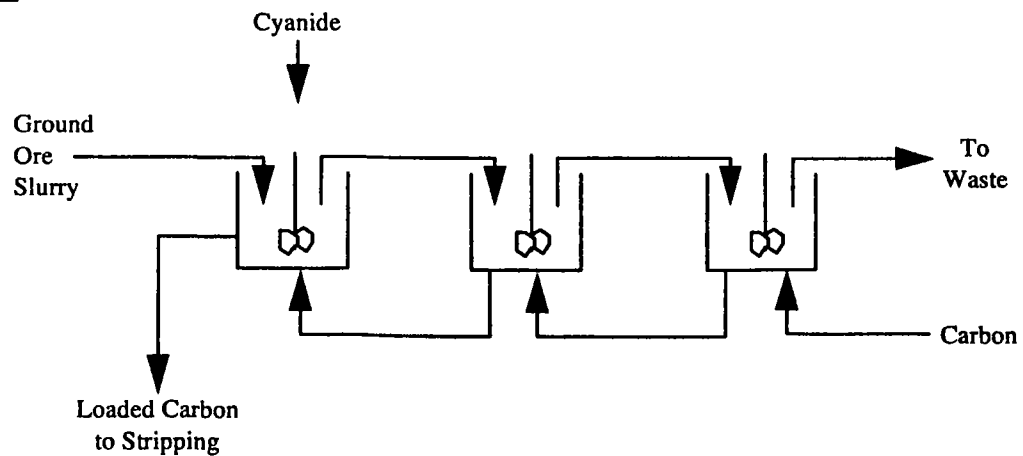 Cyanide
Ground
Ore
Slurry
To
Waste
Carbon
Loaded Carbon
to Stripping